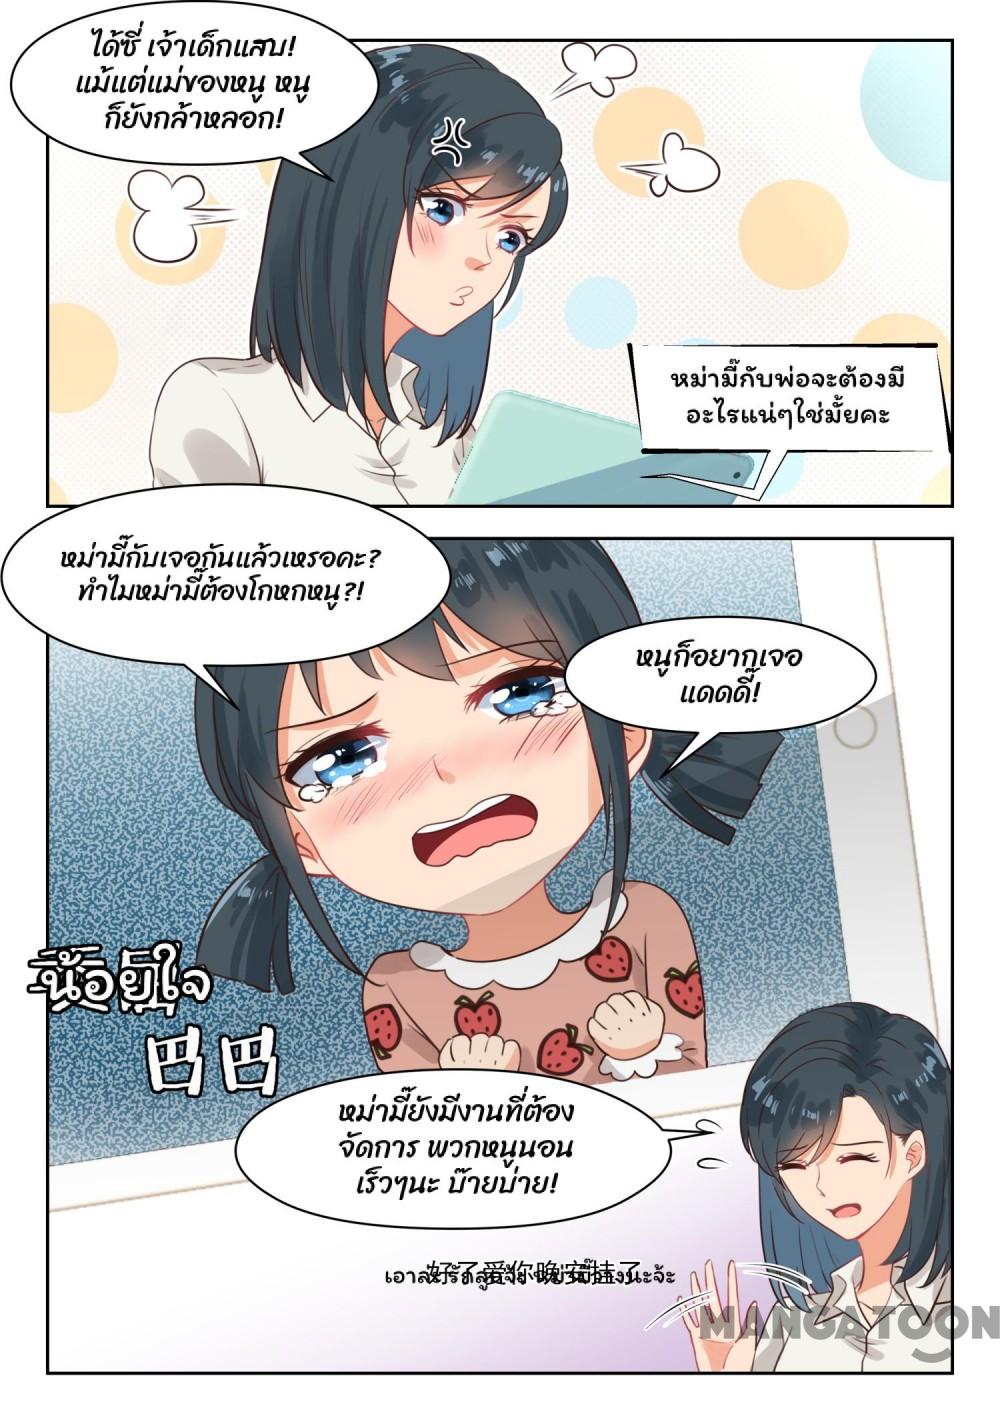 ได้ซี่ เจ้าเด็กแสบ!
แม้แต่แม่ของหนู หนู
ก็ยังกล้าหลอก!
หม่ามี๊กับพ่อจะต้องมี
อะไรแน่ๆใช่มั้ยคะ
หม่ามี๊กับเจอกันแล้วเหรอคะ?
ทำไมหม่ามี๊ต้องโกหกหนู?!
หนูก็อยากเจอ
แดดดี๊!
น้อยใจ
巴巴
หม่ามี๊ยังมีงานที่ต้อง
จัดการ พวกหนูนอน
เร็วๆนะ บ๊ายบ่าย!
好了爱你晚安挂了
MANGATOON